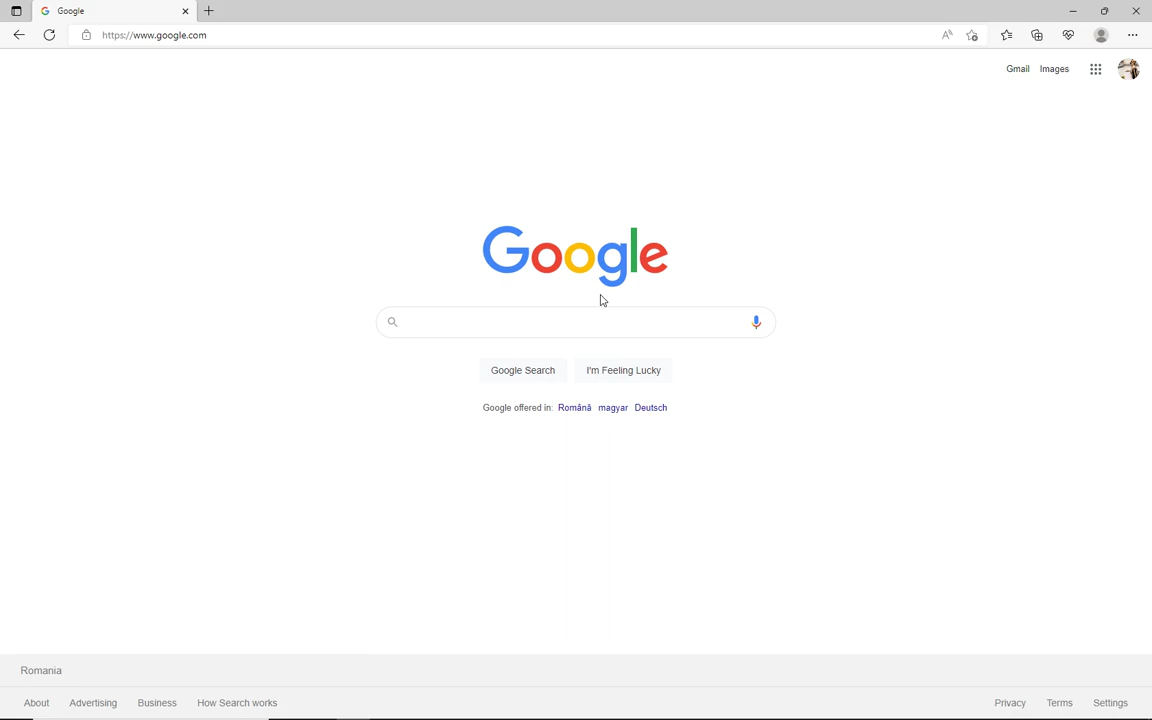 Google
https://www.google.com
Gmail Images
Google
Google Search I'm Feeling Lucky
Google offered in: Română magyar Deutsch
Romania
About Advertising Business How Search works Privacy Terms Settings